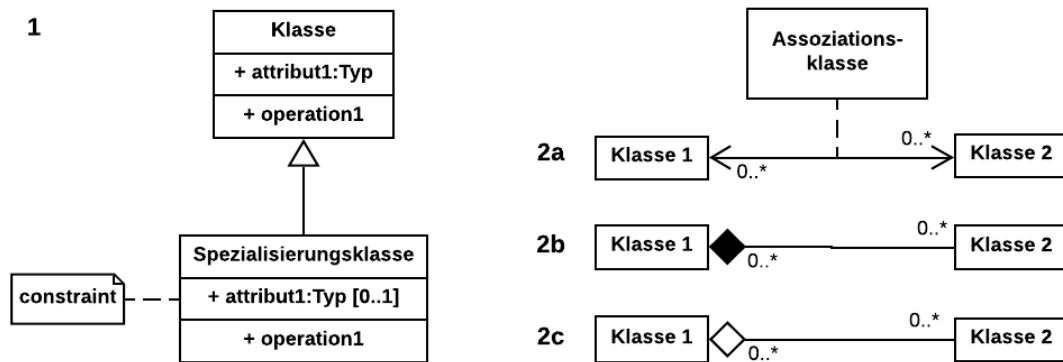 1
Klasse
+ attribut1:Typ
+ operation1
Spezialisierungsklasse
+ attribut1:Typ [0..1]
+ operation1
constraint
Assoziations-
klasse
2a
Klasse 1
0..*
0..*
Klasse 2
2b
Klasse 1
0..*
0..*
Klasse 2
2c
Klasse 1
0..*
0..*
Klasse 2